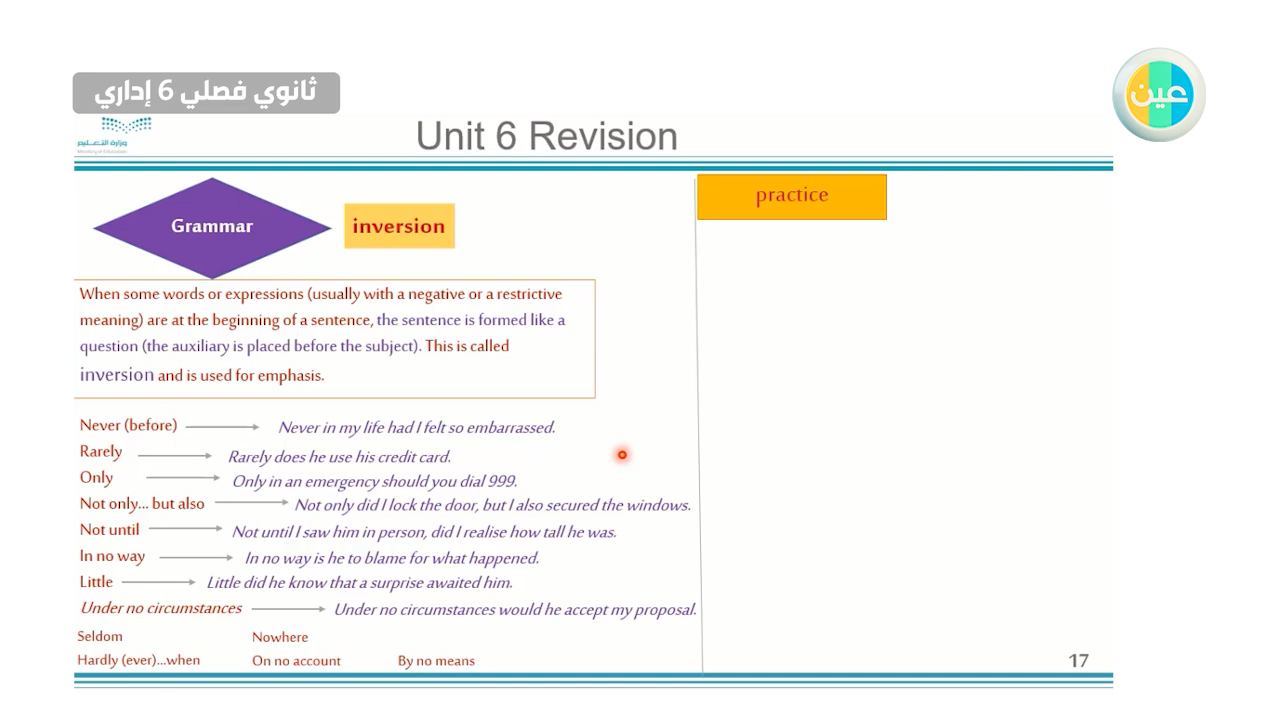 ثانوي فصلي 6 إداري
عين
وزارة التعليم
Ministry of Education
Unit 6 Revision
Grammar
inversion
When some words or expressions (usually with a negative or a restrictive
meaning) are at the beginning of a sentence, the sentence is formed like a
question (the auxiliary is placed before the subject). This is called
inversion and is used for emphasis.
Never (before) Never in my life had I felt so embarrassed.
Rarely Rarely does he use his credit card.
Only Only in an emergency should you dial 999.
Not only... but also Not only did I lock the door, but I also secured the windows.
Not until Not until I saw him in person, did I realise how tall he was.
In no way In no way is he to blame for what happened.
Little Little did he know that a surprise awaited him.
Under no circumstances Under no circumstances would he accept my proposal.
Seldom Nowhere
Hardly (ever)...when On no account By no means
practice
17